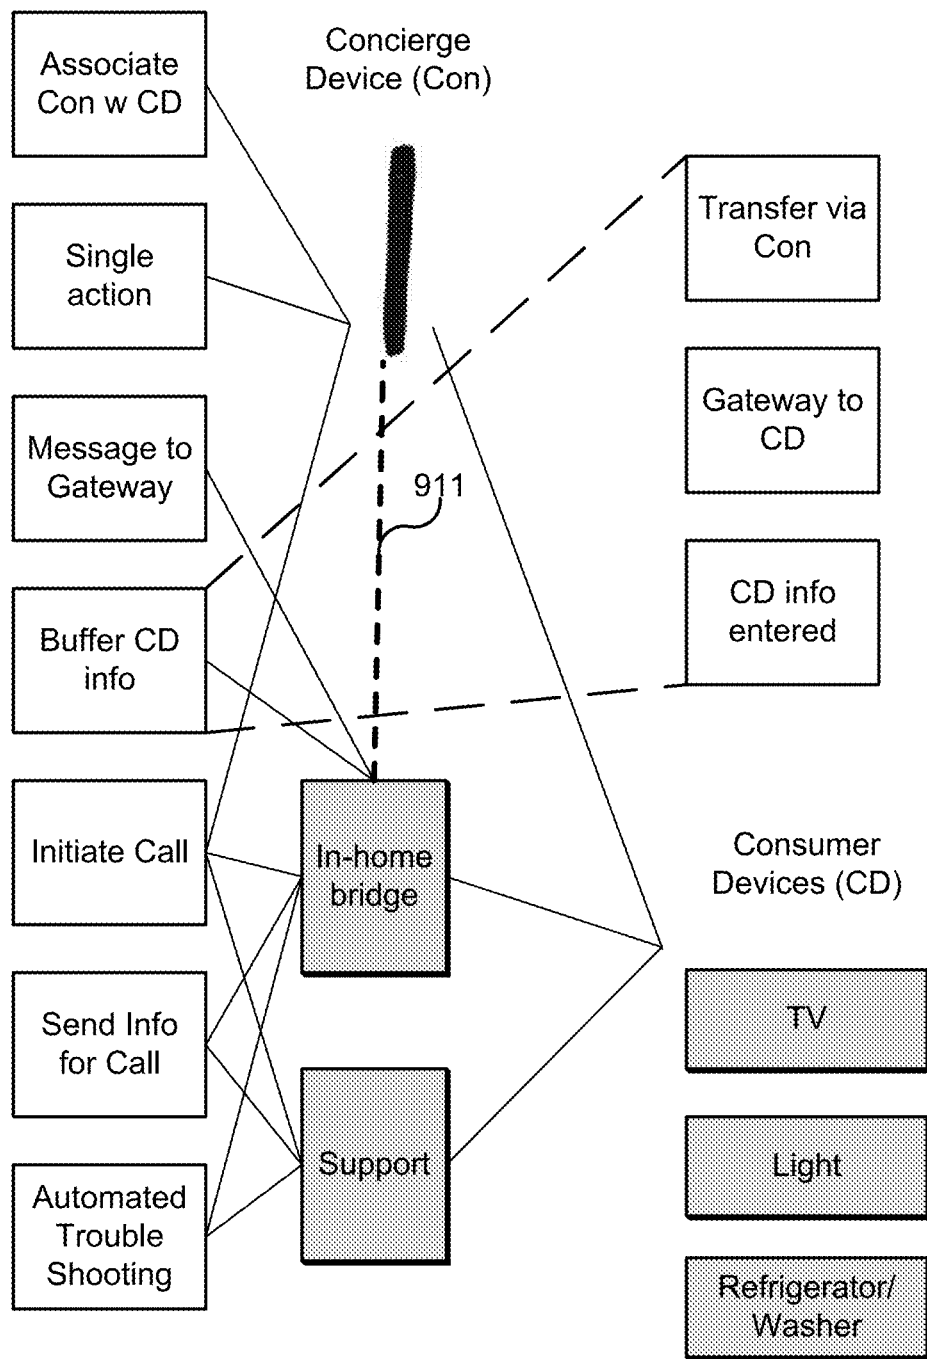 Associate
Con w CD
Single
action
Message to
Gateway
Buffer CD
info
Initiate Call
Send Info
for Call
Automated
Trouble
Shooting
Concierge
Device (Con)
911
In-home
bridge
Support
Transfer via
Con
Gateway to
CD
CD info
entered
Consumer
Devices (CD)
TV
Light
Refrigerator/
Washer